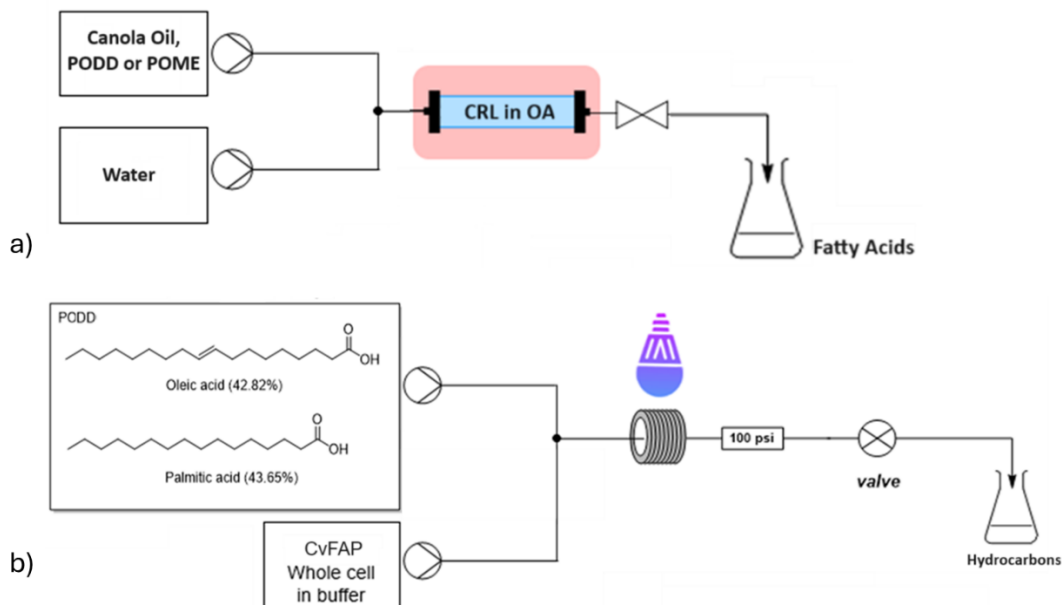 Canola Oil,
PODD or POME
Water
CRL in OA
Fatty Acids
a)
PODD
O
OH
Oleic acid (42.82%)
O
OH
Palmitic acid (43.65%)
100 psi
valve
Hydrocarbons
CvFAP
Whole cell
in buffer
b)